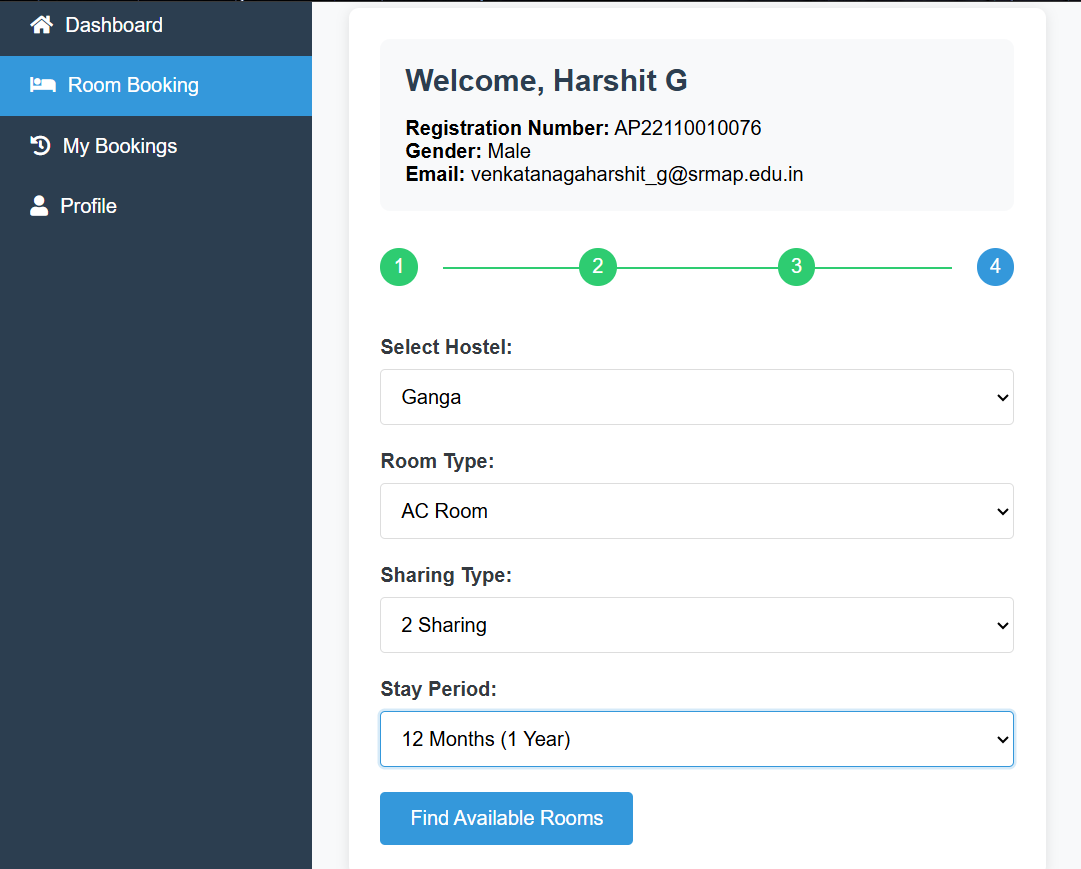 Dashboard
Room Booking
My Bookings
Profile
Welcome, Harshit G
Registration Number: AP22110010076
Gender: Male
Email: venkatanagaharshit_g@srmap.edu.in
1 2 3 4
Select Hostel:
Ganga
Room Type:
AC Room
Sharing Type:
2 Sharing
Stay Period:
12 Months (1 Year)
Find Available Rooms